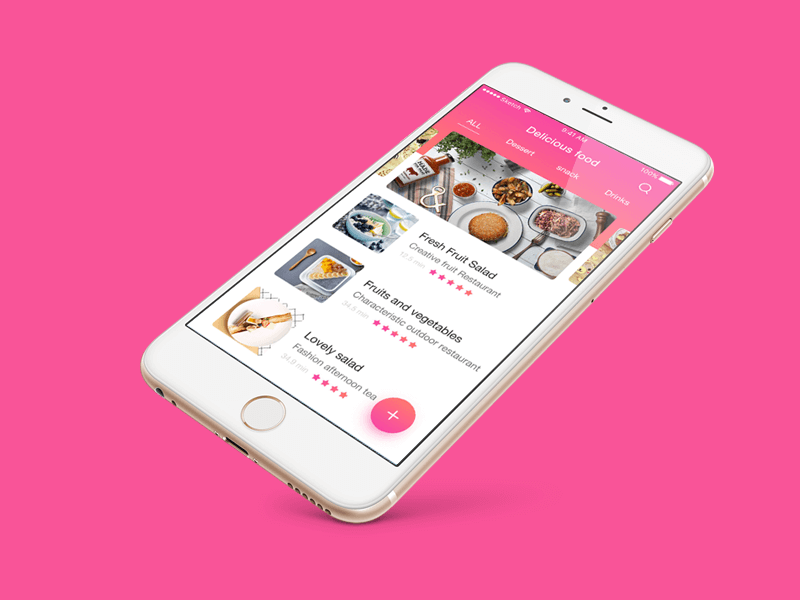 Sketch 9:41 AM 100%
Delicious food
ALL Dessert snack Drinks
Fresh Fruit Salad
Creative fruit Restaurant
12.5 min
Fruits and vegetables
Characteristic outdoor restaurant
34.5 min
Lovely salad
Fashion afternoon tea
34.9 min